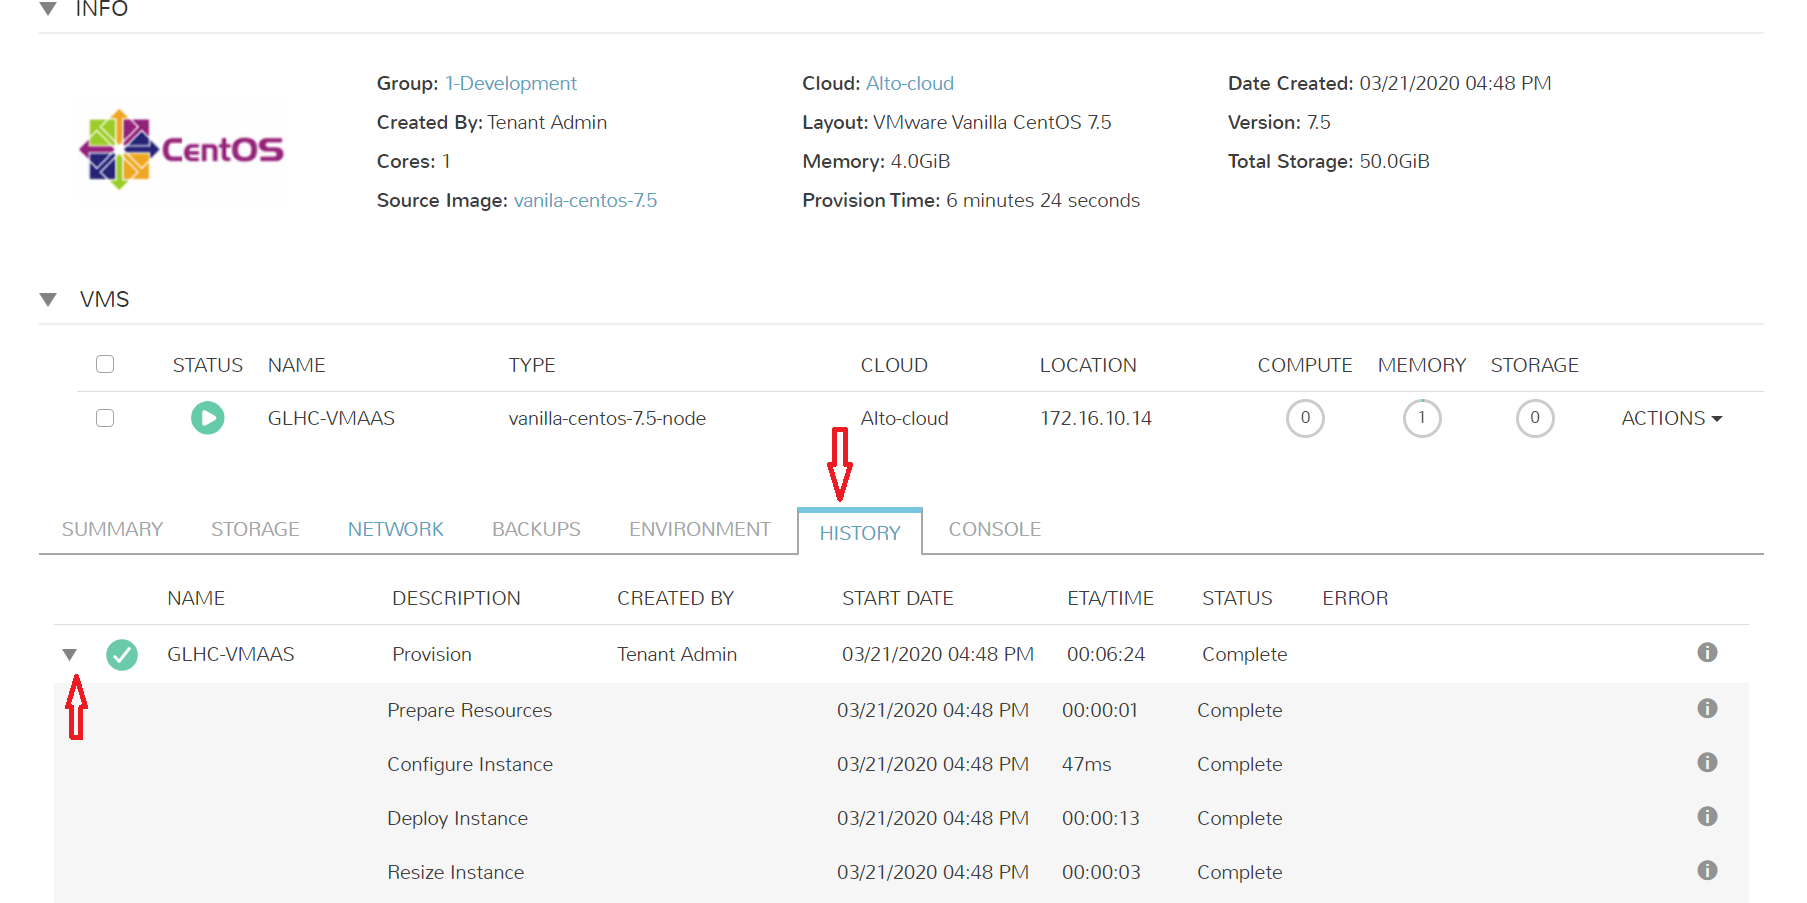 INFO
CentOS
Group: 1-Development Cloud: Alto-cloud Date Created: 03/21/2020 04:48 PM
Created By: Tenant Admin Layout: VMware Vanilla CentOS 7.5 Version: 7.5
Cores: 1 Memory: 4.0GiB Total Storage: 50.0GiB
Source Image: vanila-centos-7.5 Provision Time: 6 minutes 24 seconds
VMS
STATUS NAME TYPE CLOUD LOCATION COMPUTE MEMORY STORAGE
GLHC-VMAAS vanilla-centos-7.5-node Alto-cloud 172.16.10.14 0 1 0 ACTIONS
SUMMARY STORAGE NETWORK BACKUPS ENVIRONMENT HISTORY CONSOLE
NAME DESCRIPTION CREATED BY START DATE ETA/TIME STATUS ERROR
GLHC-VMAAS Provision Tenant Admin 03/21/2020 04:48 PM 00:06:24 Complete i
Prepare Resources 03/21/2020 04:48 PM 00:00:01 Complete i
Configure Instance 03/21/2020 04:48 PM 47ms Complete i
Deploy Instance 03/21/2020 04:48 PM 00:00:13 Complete i
Resize Instance 03/21/2020 04:48 PM 00:00:03 Complete i